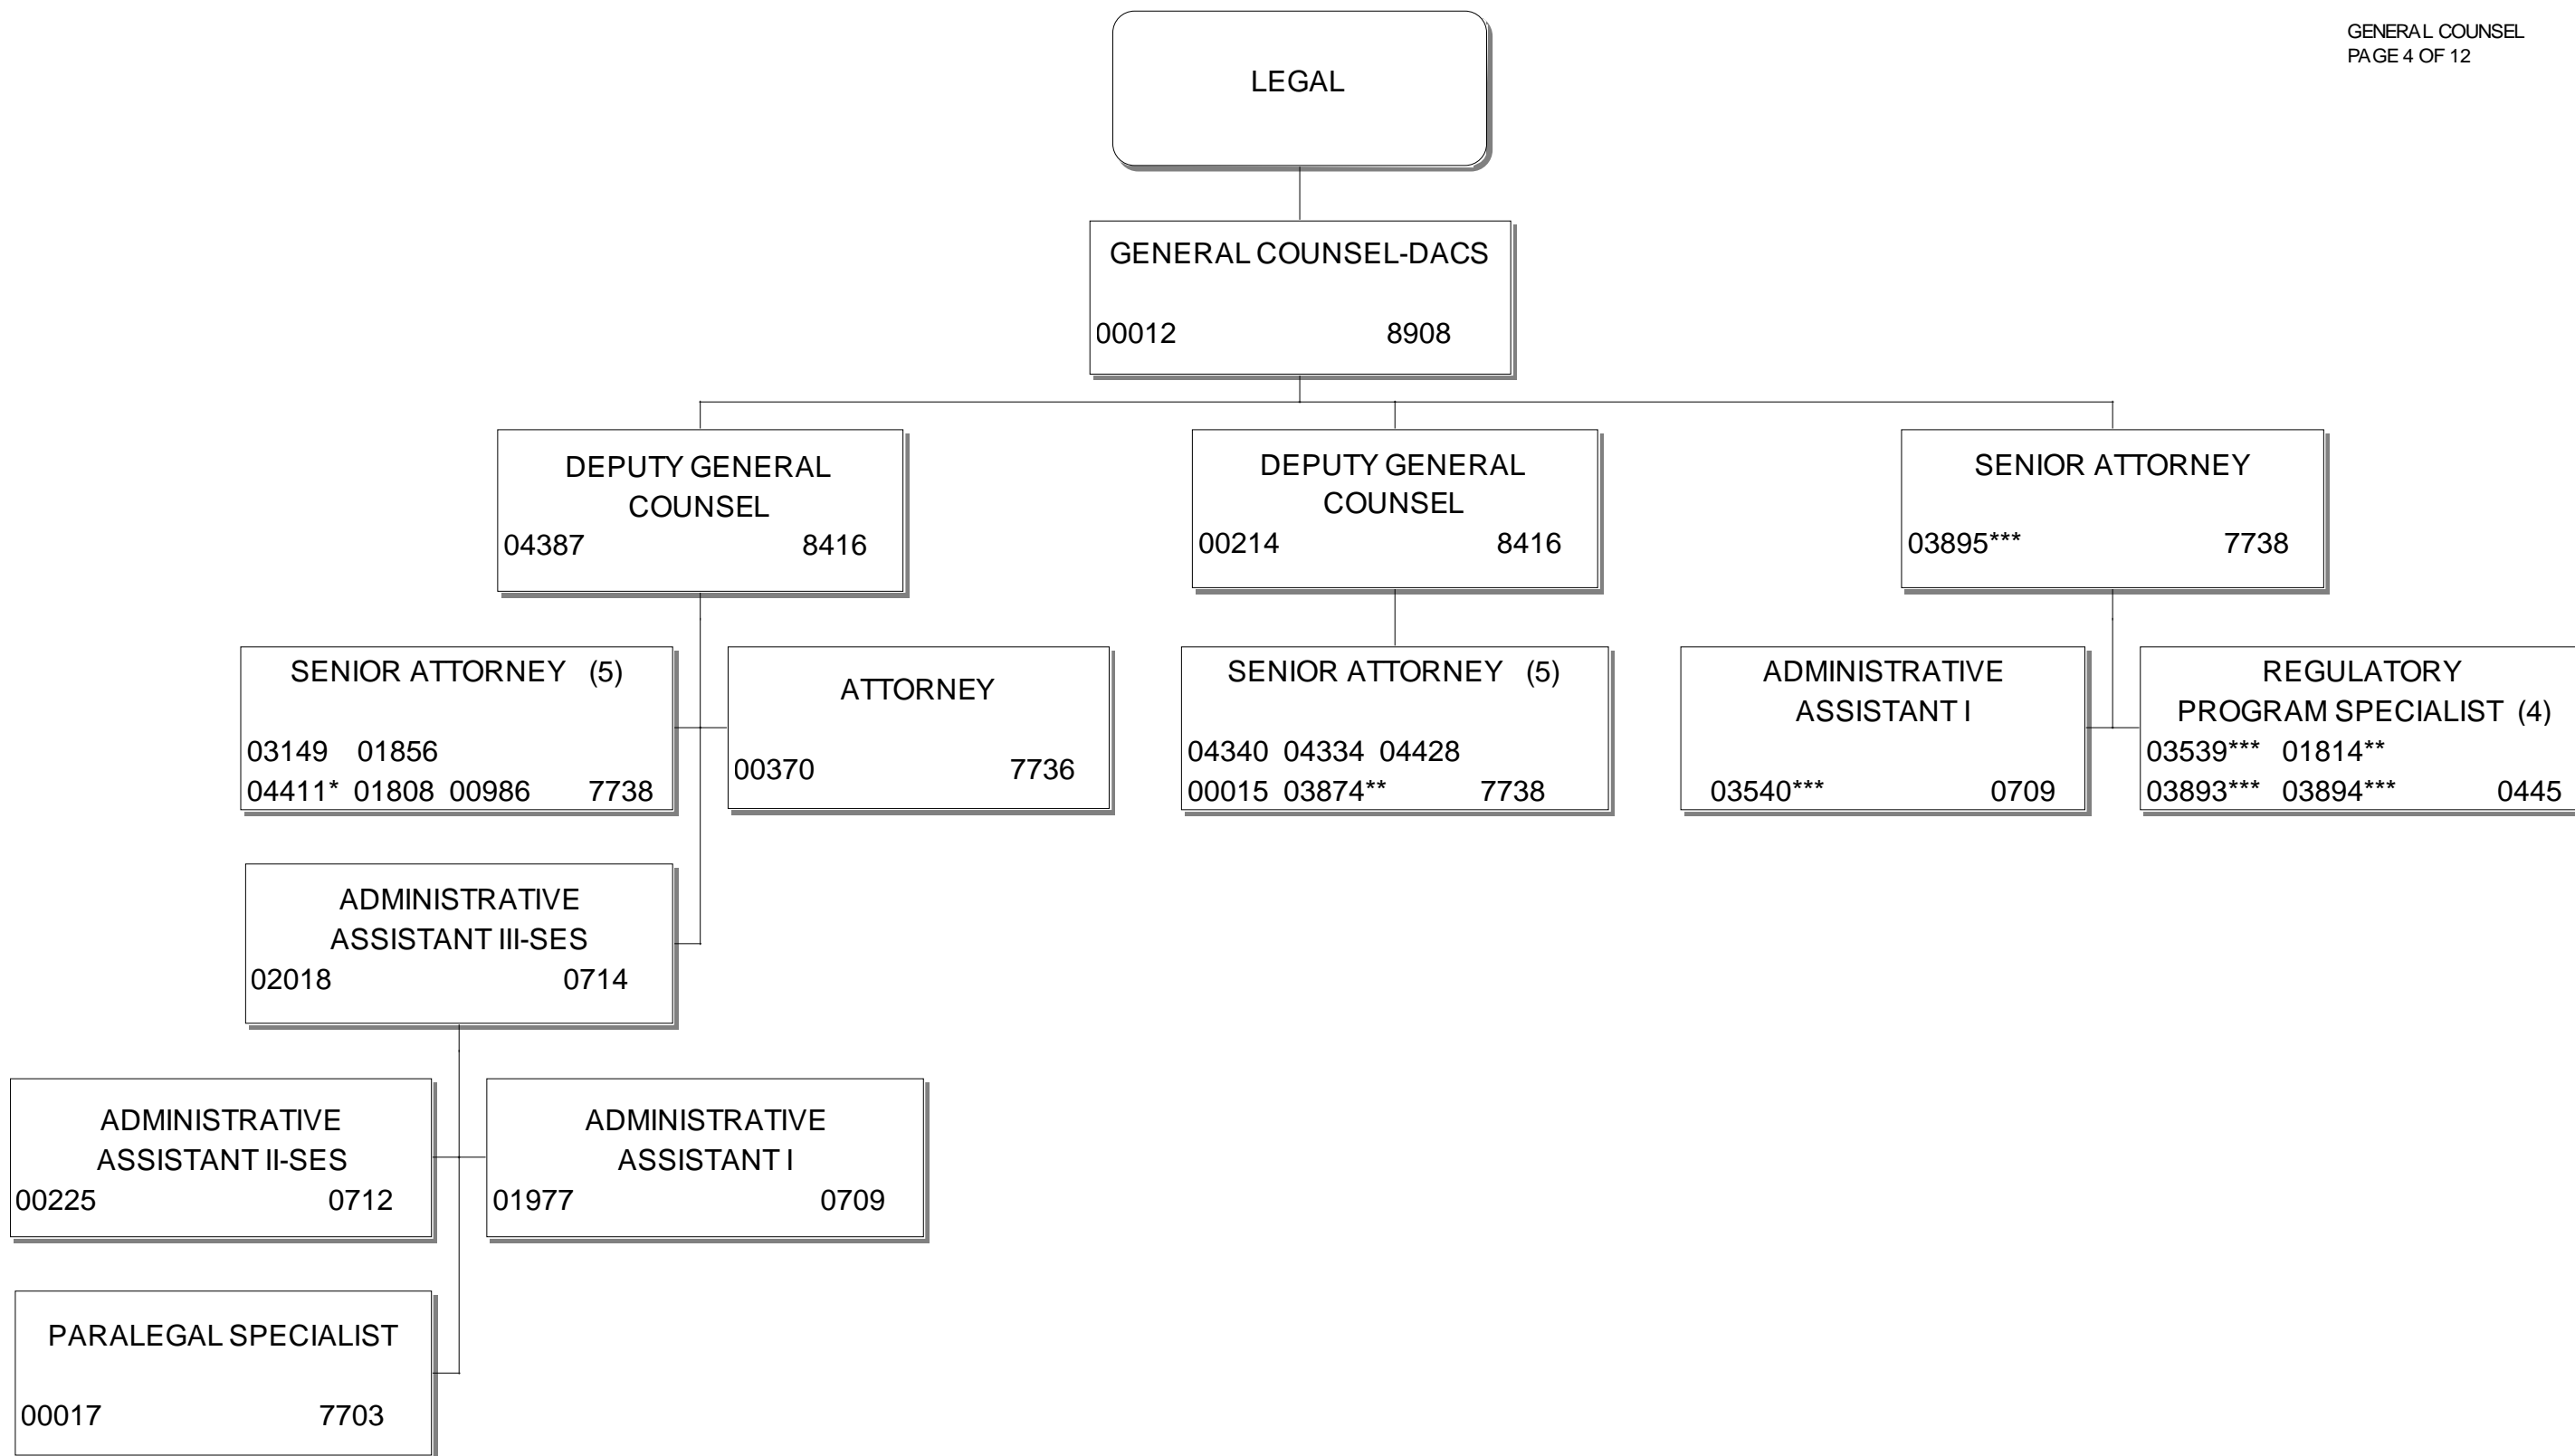 GENERAL COUNSEL
PAGE 4 OF 12
LEGAL
GENERAL COUNSEL-DACS
00012 8908
DEPUTY GENERAL
COUNSEL
04387 8416
DEPUTY GENERAL
COUNSEL
00214 8416
SENIOR ATTORNEY
03895*** 7738
SENIOR ATTORNEY (5)
03149 01856
04411* 01808 00986 7738
ATTORNEY
00370 7736
SENIOR ATTORNEY (5)
04340 04334 04428
00015 03874** 7738
ADMINISTRATIVE
ASSISTANT I
03540*** 0709
REGULATORY
PROGRAM SPECIALIST (4)
03539*** 01814**
03893*** 03894*** 0445
ADMINISTRATIVE
ASSISTANT III-SES
02018 0714
ADMINISTRATIVE
ASSISTANT II-SES
00225 0712
ADMINISTRATIVE
ASSISTANT I
01977 0709
PARALEGAL SPECIALIST
00017 7703